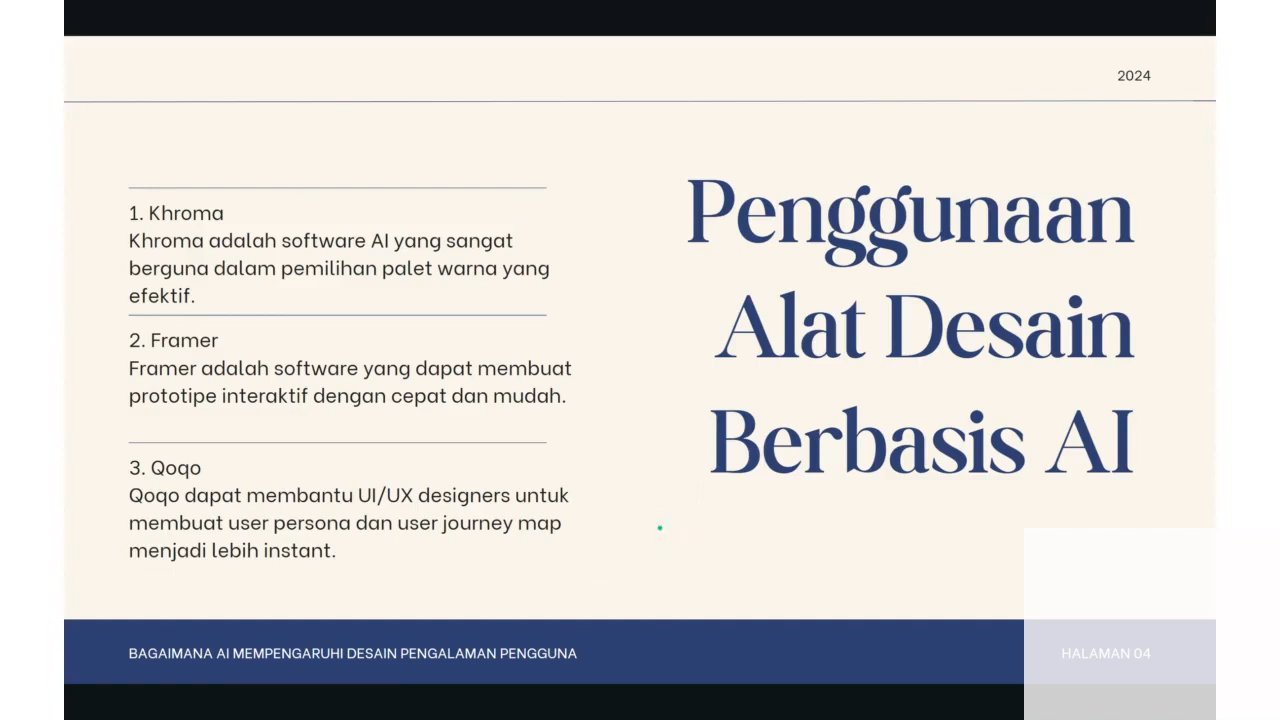 2024
1. Khroma
Khroma adalah software AI yang sangat
berguna dalam pemilihan palet warna yang
efektif.
2. Framer
Framer adalah software yang dapat membuat
prototipe interaktif dengan cepat dan mudah.
3. Qoqo
Qoqo dapat membantu UI/UX designers untuk
membuat user persona dan user journey map
menjadi lebih instant.
Penggunaan
Alat Desain
Berbasis AI
BAGAIMANA AI MEMPENGARUHI DESAIN PENGALAMAN PENGGUNA
HALAMAN 04